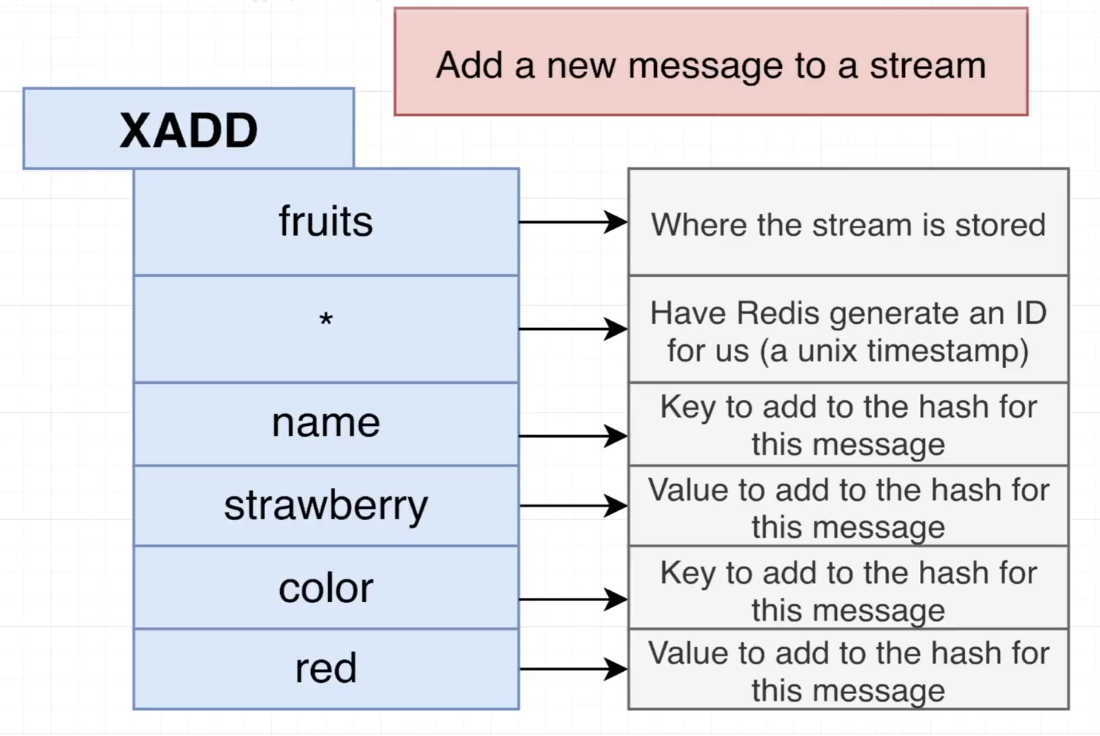 Add a new message to a stream
XADD
fruits
Where the stream is stored
*
Have Redis generate an ID
for us (a unix timestamp)
name
Key to add to the hash for
this message
strawberry
Value to add to the hash for
this message
color
Key to add to the hash for
this message
red
Value to add to the hash for
this message